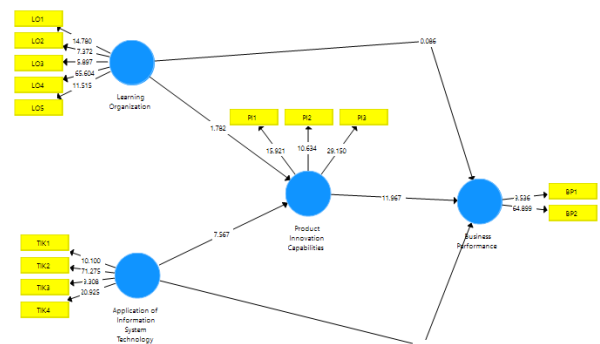 LO1
LO2
LO3
LO4
LO5
14.780
7.372
5.897
65.604
11.515
Learning
Organization
0.086
1.782
PI1
PI2
PI3
15.921
10.634
29.150
Product
Innovation
Capabilities
11.967
BP1
BP2
3.536
64.899
Business
Performance
7.567
TIK1
TIK2
TIK3
TIK4
10.100
71.275
3.308
20.925
Application of
Information
System
Technology